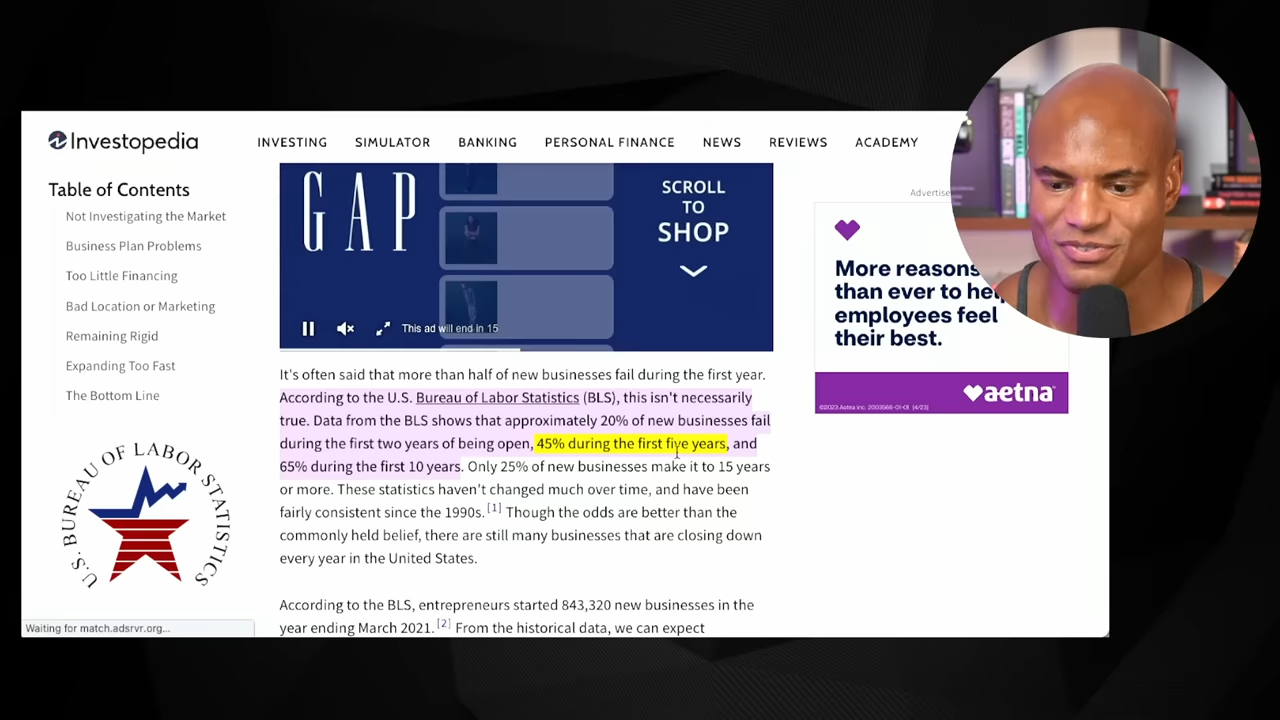 Investopedia
INVESTING SIMULATOR BANKING PERSONAL FINANCE NEWS REVIEWS ACADEMY
Table of Contents
Not Investigating the Market
Business Plan Problems
Too Little Financing
Bad Location or Marketing
Remaining Rigid
Expanding Too Fast
The Bottom Line
U.S. BUREAU OF LABOR STATISTICS
Waiting for match.adsrvr.org...
GAP
SCROLL
TO
SHOP
This ad will end in 15
It's often said that more than half of new businesses fail during the first year.
According to the U.S. Bureau of Labor Statistics (BLS), this isn't necessarily
true. Data from the BLS shows that approximately 20% of new businesses fail
during the first two years of being open, 45% during the first five years, and
65% during the first 10 years. Only 25% of new businesses make it to 15 years
or more. These statistics haven't changed much over time, and have been
fairly consistent since the 1990s.[1] Though the odds are better than the
commonly held belief, there are still many businesses that are closing down
every year in the United States.
According to the BLS, entrepreneurs started 843,320 new businesses in the
year ending March 2021.[2] From the historical data, we can expect
Advertise
More reasons
than ever to hel
employees feel
their best.
aetna